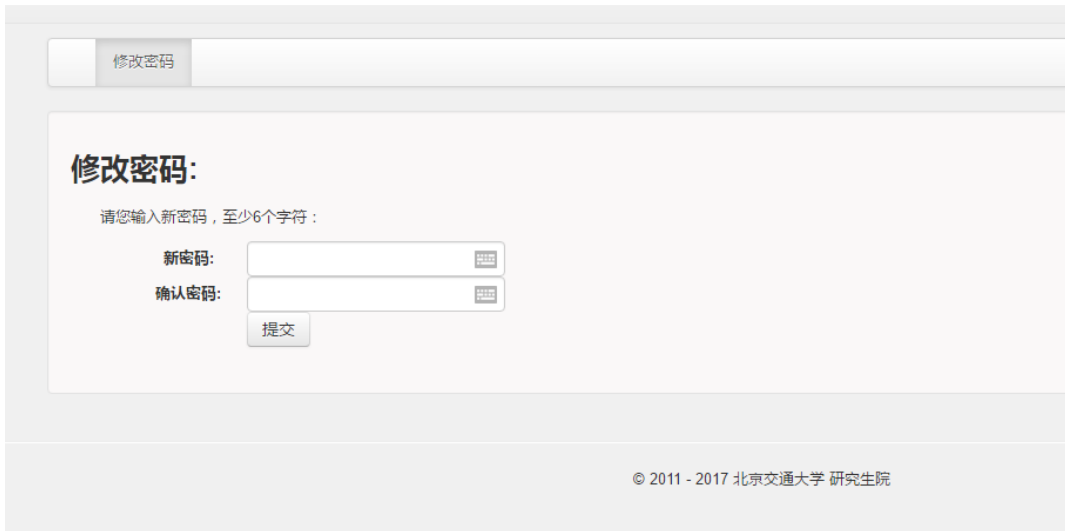 修改密码
修改密码:
请您输入新密码，至少6个字符：
新密码:
确认密码:
提交
© 2011 - 2017 北京交通大学 研究生院